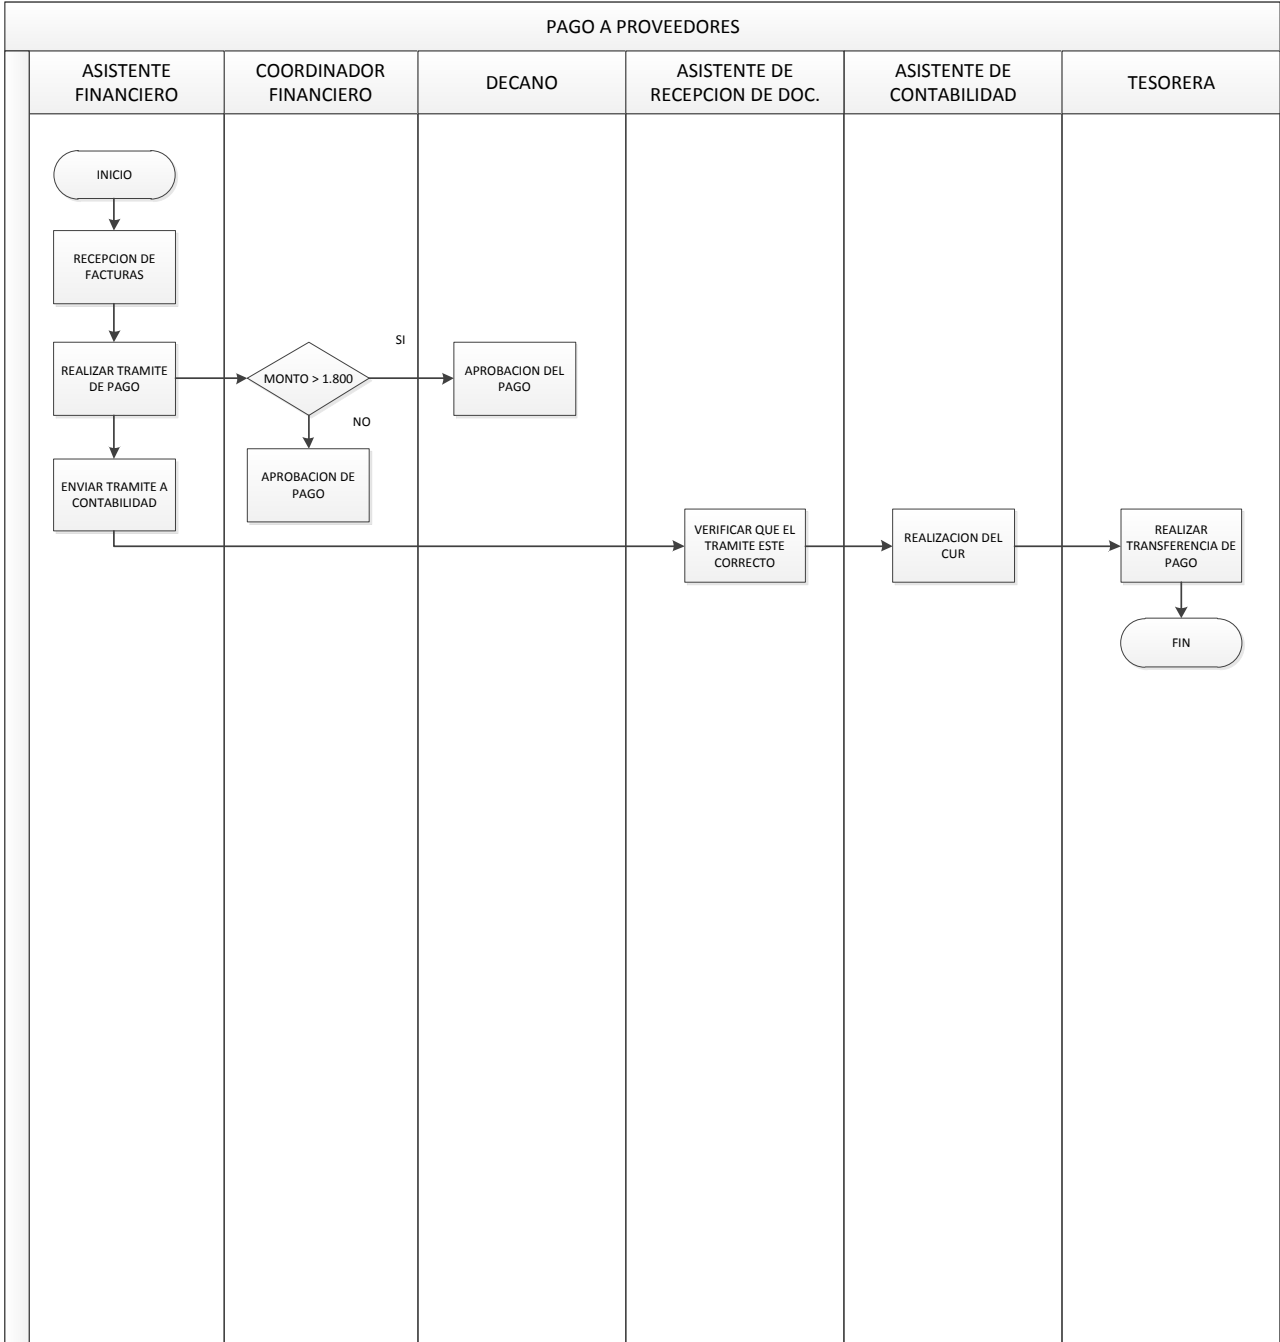 PAGO A PROVEEDORES
ASISTENTE
FINANCIERO
COORDINADOR
FINANCIERO
DECANO
ASISTENTE DE
RECEPCION DE DOC.
ASISTENTE DE
CONTABILIDAD
TESORERA
INICIO
RECEPCION DE
FACTURAS
REALIZAR TRAMITE
DE PAGO
MONTO > 1.800
SI
APROBACION DEL
PAGO
NO
APROBACION DE
PAGO
ENVIAR TRAMITE A
CONTABILIDAD
VERIFICAR QUE EL
TRAMITE ESTE
CORRECTO
REALIZACION DEL
CUR
REALIZAR
TRANSFERENCIA DE
PAGO
FIN